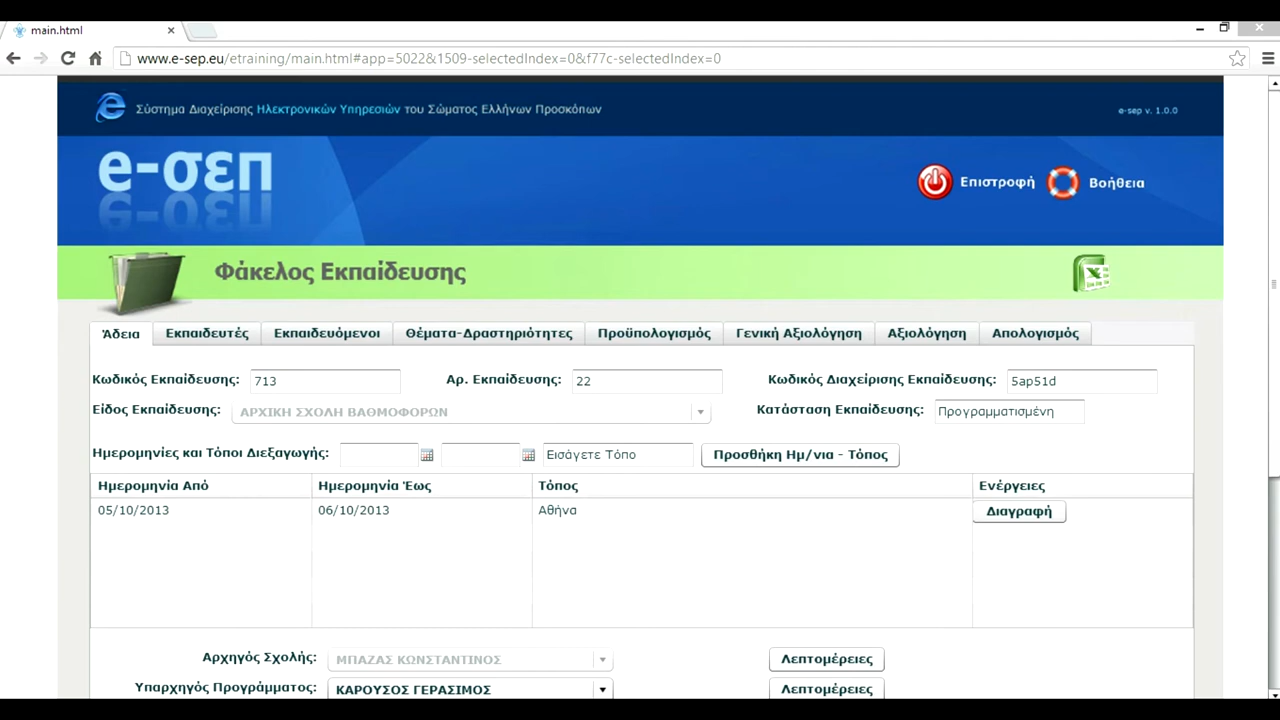 main.html
www.e-sep.eu/etraining/main.html#app=5022&1509-selectedIndex=0&f77c-selectedIndex=0
Σύστημα Διαχείρισης Ηλεκτρονικών Υπηρεσιών του Σώματος Ελλήνων Προσκόπων
e-sep v. 1.0.0
e-σεπ
Επιστροφή Βοήθεια
Φάκελος Εκπαίδευσης
Άδεια Εκπαιδευτές Εκπαιδευόμενοι Θέματα-Δραστηριότητες Προϋπολογισμός Γενική Αξιολόγηση Αξιολόγηση Απολογισμός
Κωδικός Εκπαίδευσης: 713 Αρ. Εκπαίδευσης: 22 Κωδικός Διαχείρισης Εκπαίδευσης: 5ap51d
Είδος Εκπαίδευσης: ΑΡΧΙΚΗ ΣΧΟΛΗ ΒΑΘΜΟΦΟΡΩΝ Κατάσταση Εκπαίδευσης: Προγραμματισμένη
Ημερομηνίες και Τόποι Διεξαγωγής: Εισάγετε Τόπο Προσθήκη Ημ/νια - Τόπος
Ημερομηνία Από Ημερομηνία Έως Τόπος Ενέργειες
05/10/2013 06/10/2013 Αθήνα Διαγραφή
Αρχηγός Σχολής: ΜΠΑΖΑΣ ΚΩΝΣΤΑΝΤΙΝΟΣ Λεπτομέρειες
Υπαρχηγός Προγράμματος: ΚΑΡΟΥΣΟΣ ΓΕΡΑΣΙΜΟΣ Λεπτομέρειες